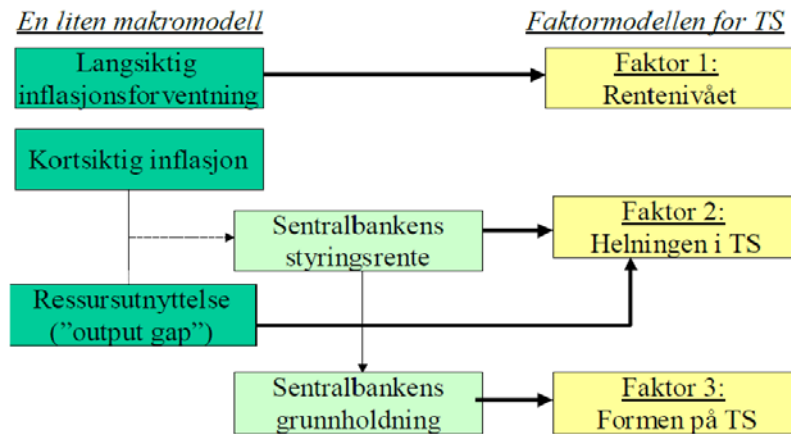 En liten makromodell
Faktormodellen for TS
Langsiktig
inflasjonsforventning
Faktor 1:
Rentenivået
Kortsiktig inflasjon
Sentralbankens
styringsrente
Faktor 2:
Helningen i TS
Ressursutnyttelse
("output gap")
Sentralbankens
grunnholdning
Faktor 3:
Formen på TS